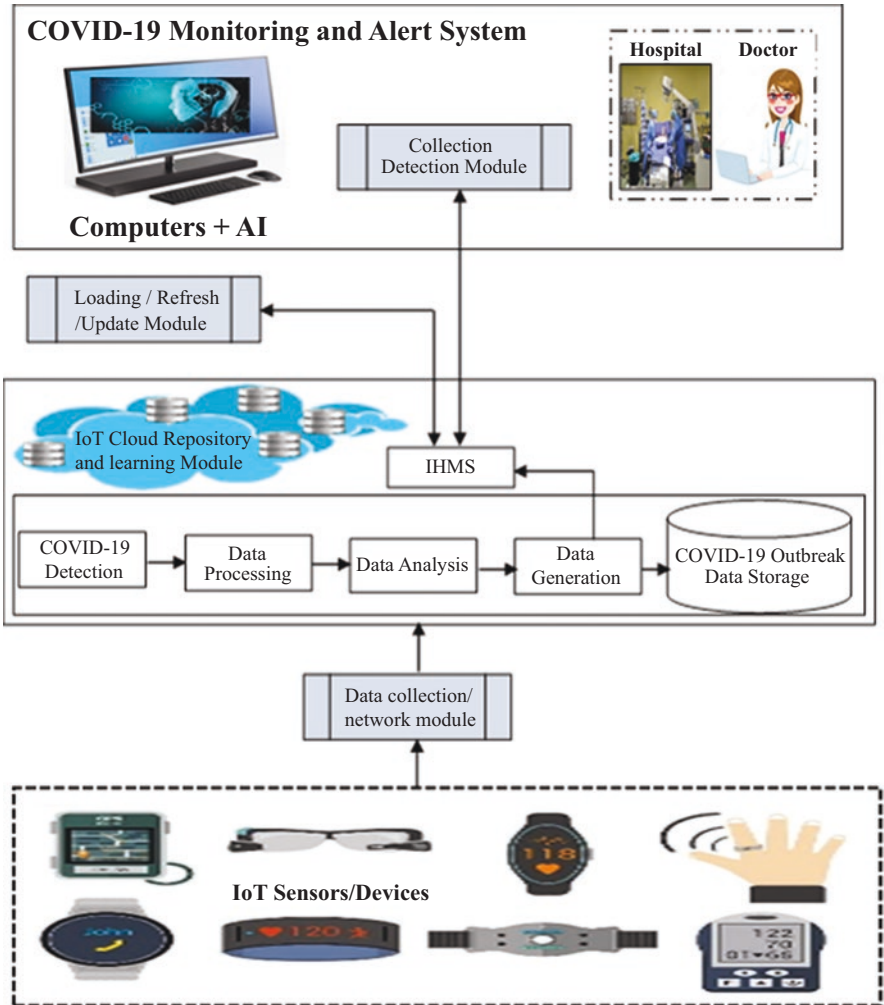 COVID-19 Monitoring and Alert System
Hospital
Doctor
Collection
Detection Module
Computers + AI
Loading / Refresh
/Update Module
IoT Cloud Repository
and learning Module
IHMS
COVID-19
Detection
Data
Processing
Data Analysis
Data
Generation
COVID-19 Outbreak
Data Storage
Data collection/
network module
118
IoT Sensors/Devices
John
120
122
70